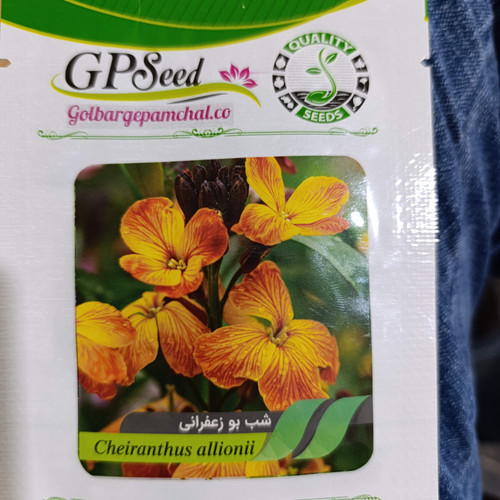 GPSeed
Golbargepamchal.co
QUALITY
SEEDS
شب بو زعفرانی
Cheiranthus allionii